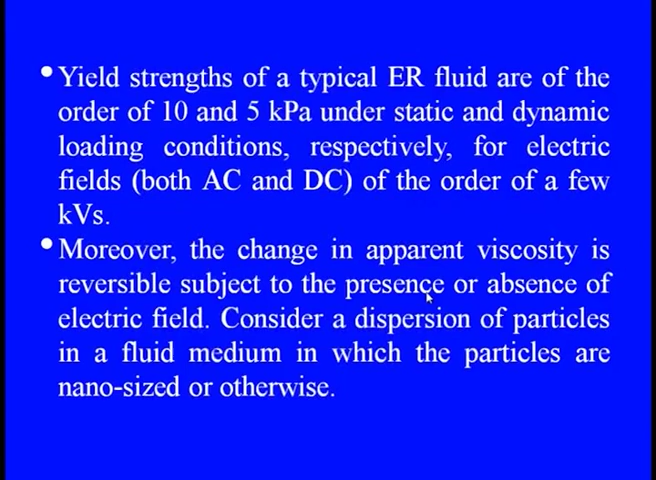 • Yield strengths of a typical ER fluid are of the
order of 10 and 5 kPa under static and dynamic
loading conditions, respectively, for electric
fields (both AC and DC) of the order of a few
kVs.
• Moreover, the change in apparent viscosity is
reversible subject to the presence or absence of
electric field. Consider a dispersion of particles
in a fluid medium in which the particles are
nano-sized or otherwise.